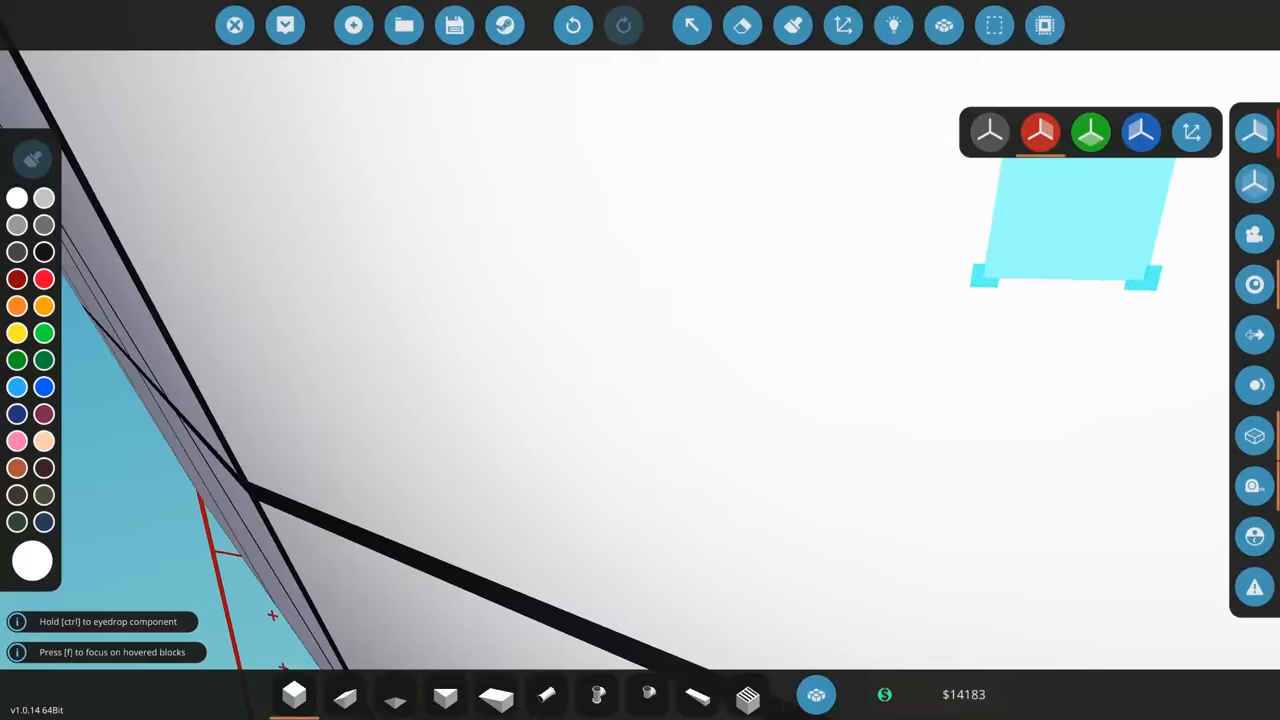 Hold [ctrl] to eyedrop component
Press [f] to focus on hovered blocks
v1.0.14 64Bit
$14183